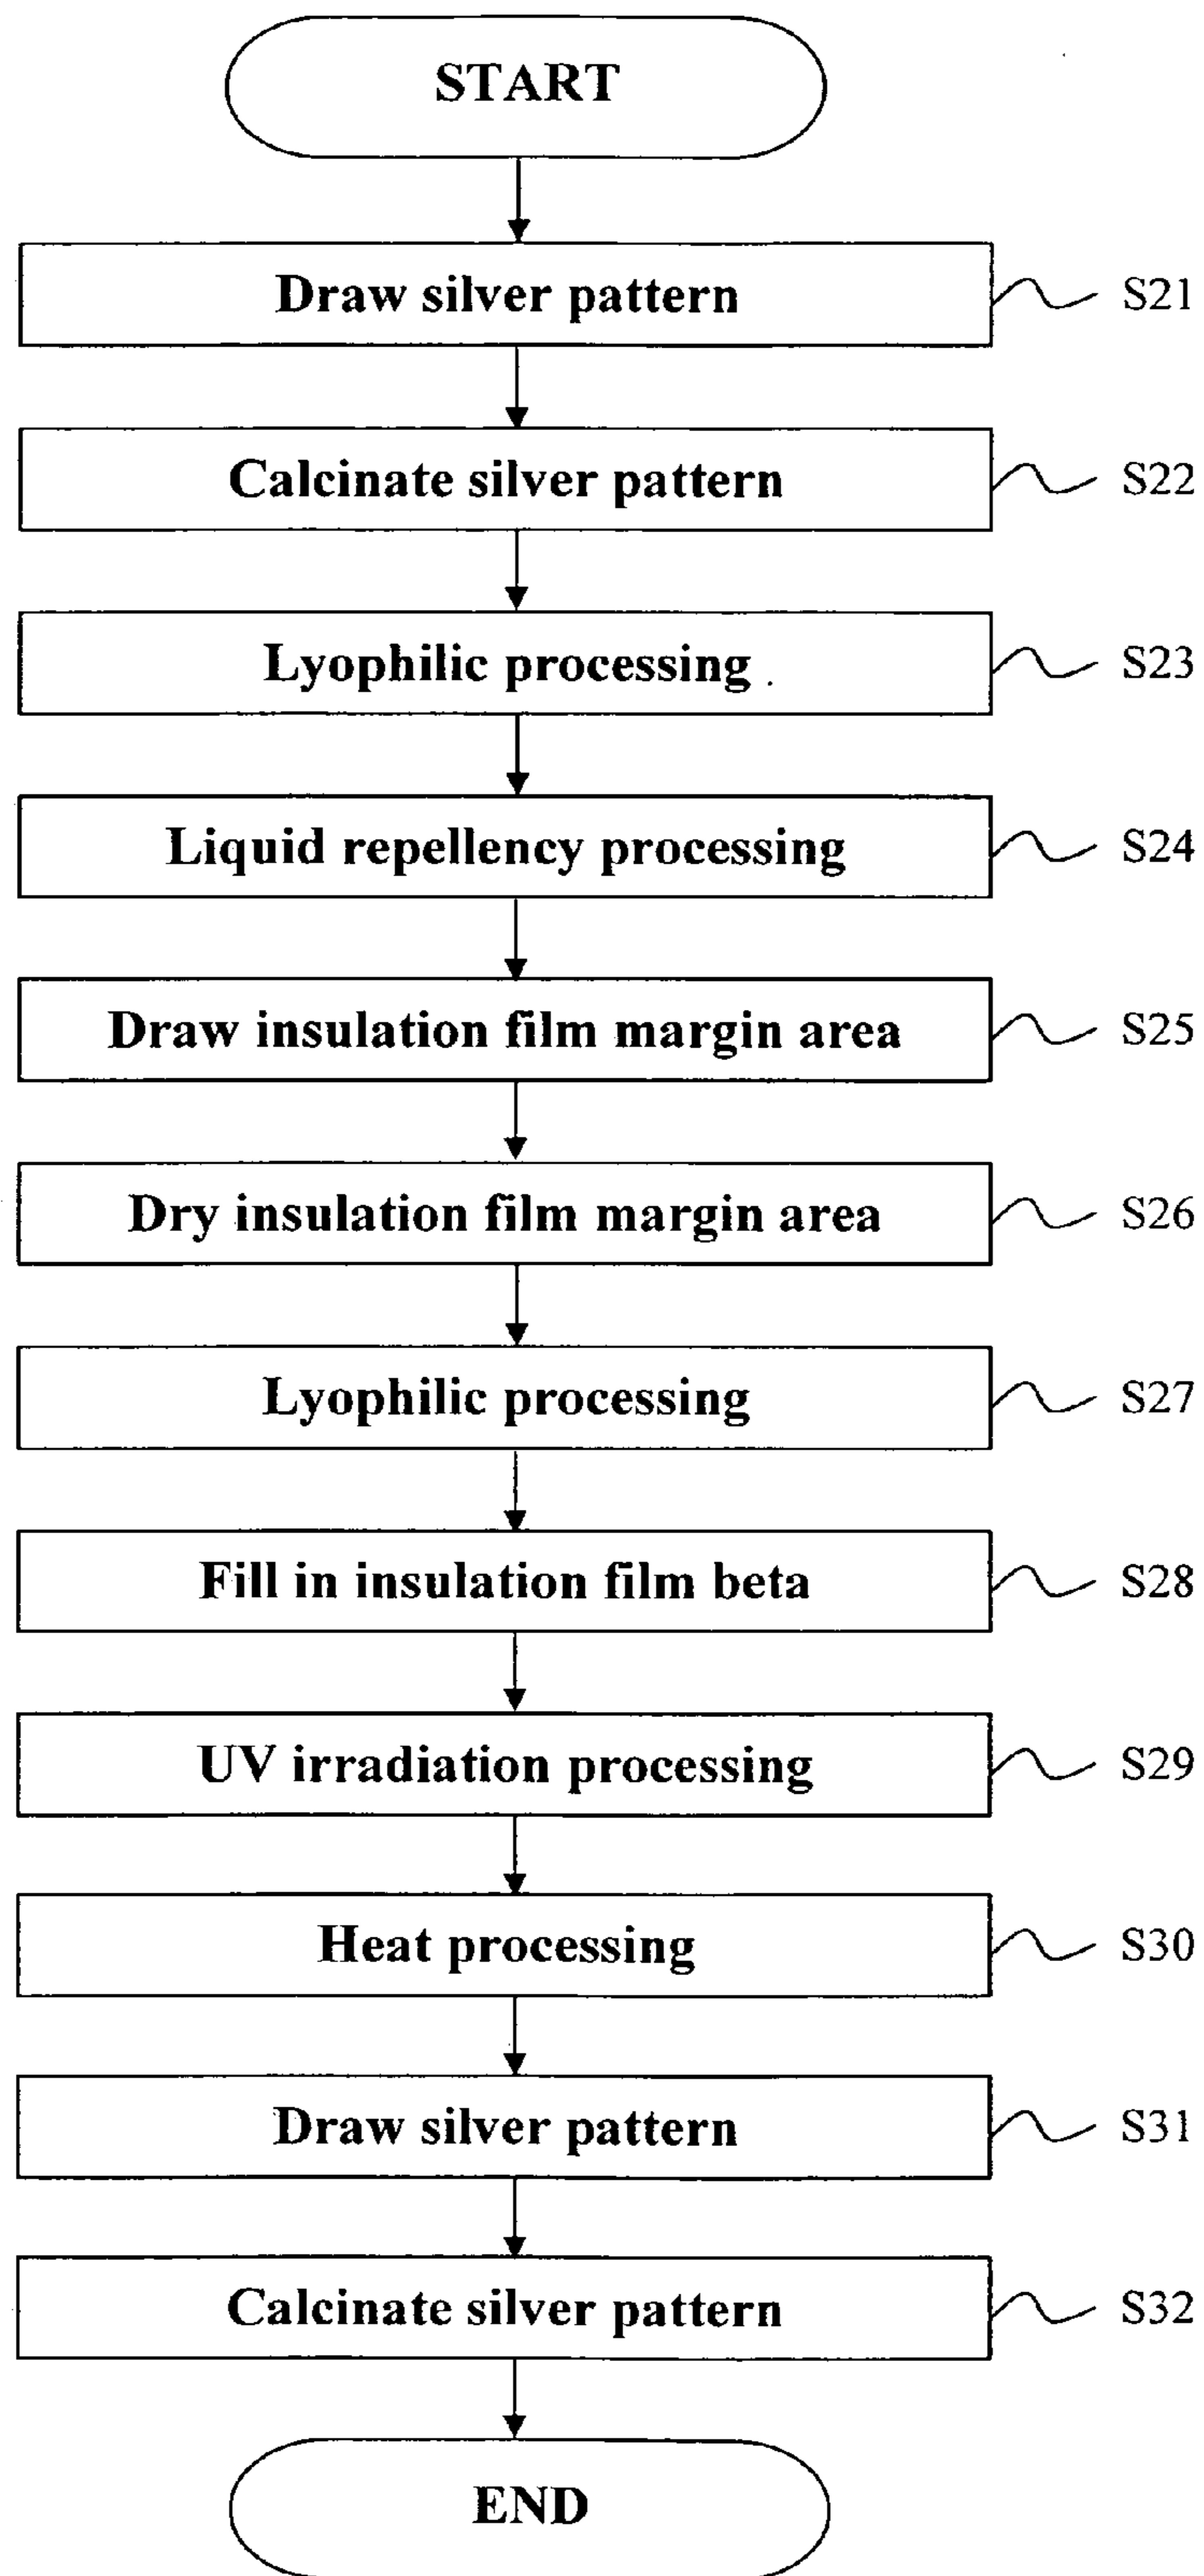 START
Draw silver pattern S21
Calcinate silver pattern S22
Lyophilic processing S23
Liquid repellency processing S24
Draw insulation film margin area S25
Dry insulation film margin area S26
Lyophilic processing S27
Fill in insulation film beta S28
UV irradiation processing S29
Heat processing S30
Draw silver pattern S31
Calcinate silver pattern S32
END